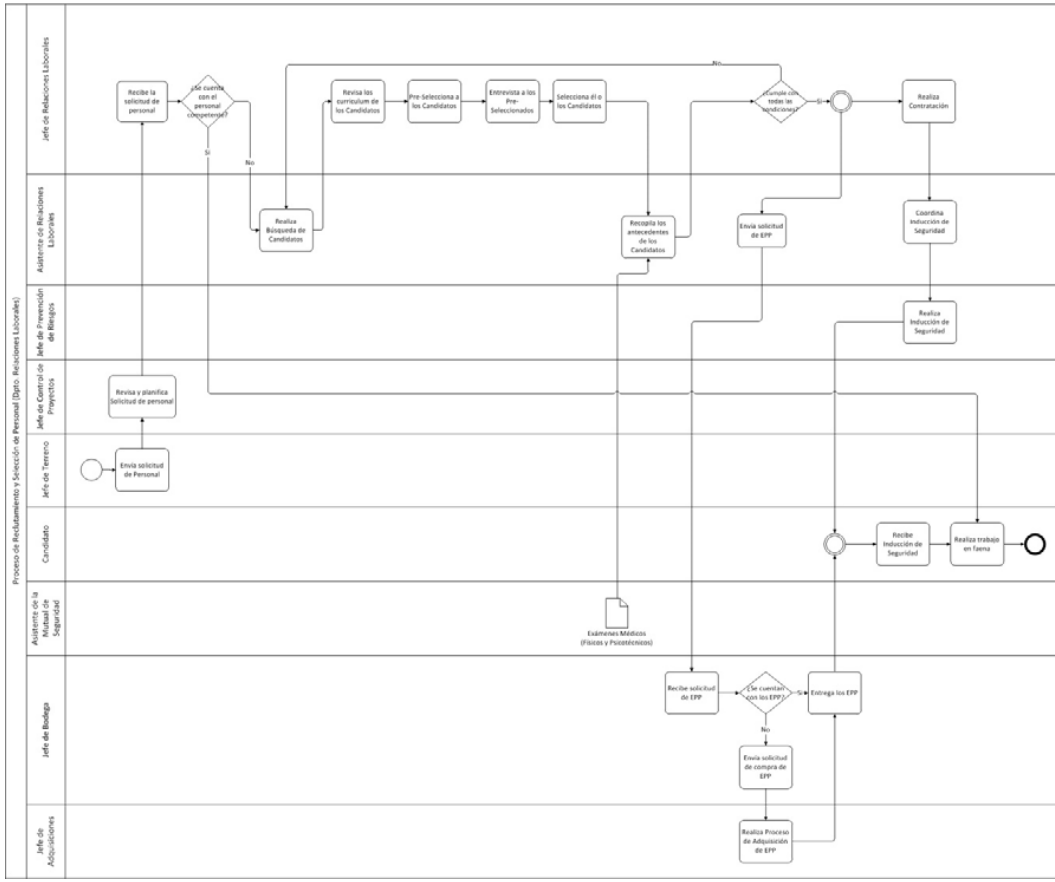 Proceso de Reclutamiento y Selección de Personal (Dpto. Relaciones Laborales)
Jefe de Relaciones Laborales
Recibe la
solicitud de
personal
¿Se cuenta
con el
personal
competente?
Si
No
Revisa los
curriculum de
los Candidatos
Pre-Selecciona a
los Candidatos
Entrevista a los
Pre-
Seleccionados
Selecciona él o
los Candidatos
No
¿Cumple con
todas las
condiciones?
Si
Realiza
Contratación
Asistente de Relaciones
Laborales
Realiza
Búsqueda de
Candidatos
Recopila los
antecedentes
de los
Candidatos
Envía solicitud
de EPP
Coordina
Inducción de
Seguridad
Jefe de Prevención
de Riesgos
Realiza
Inducción de
Seguridad
Jefe de Control de
Proyectos
Revisa y planifica
Solicitud de personal
Jefe de Terreno
Envía solicitud
de Personal
Candidato
Recibe
Inducción de
Seguridad
Realiza trabajo
en faena
Asistente de la
Mutual de
Seguridad
Exámenes Médicos
(Físicos y Psicotécnicos)
Jefe de Bodega
Recibe solicitud
de EPP
¿Se cuentan
con los EPP?
Si
Entrega los EPP
No
Envía solicitud
de compra de
EPP
Jefe de
Adquisiciones
Realiza Proceso
de Adquisición
de EPP